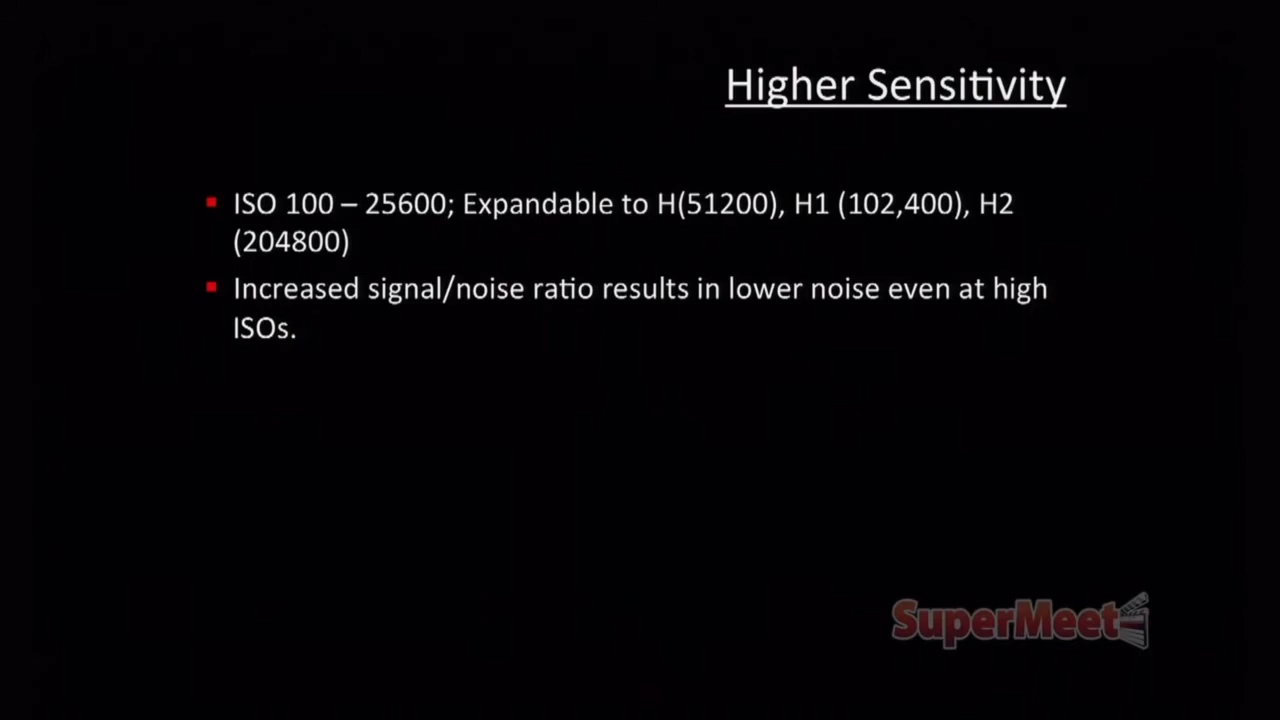 Higher Sensitivity
ISO 100 – 25600; Expandable to H(51200), H1 (102,400), H2
(204800)
Increased signal/noise ratio results in lower noise even at high
ISOs.
SuperMeet